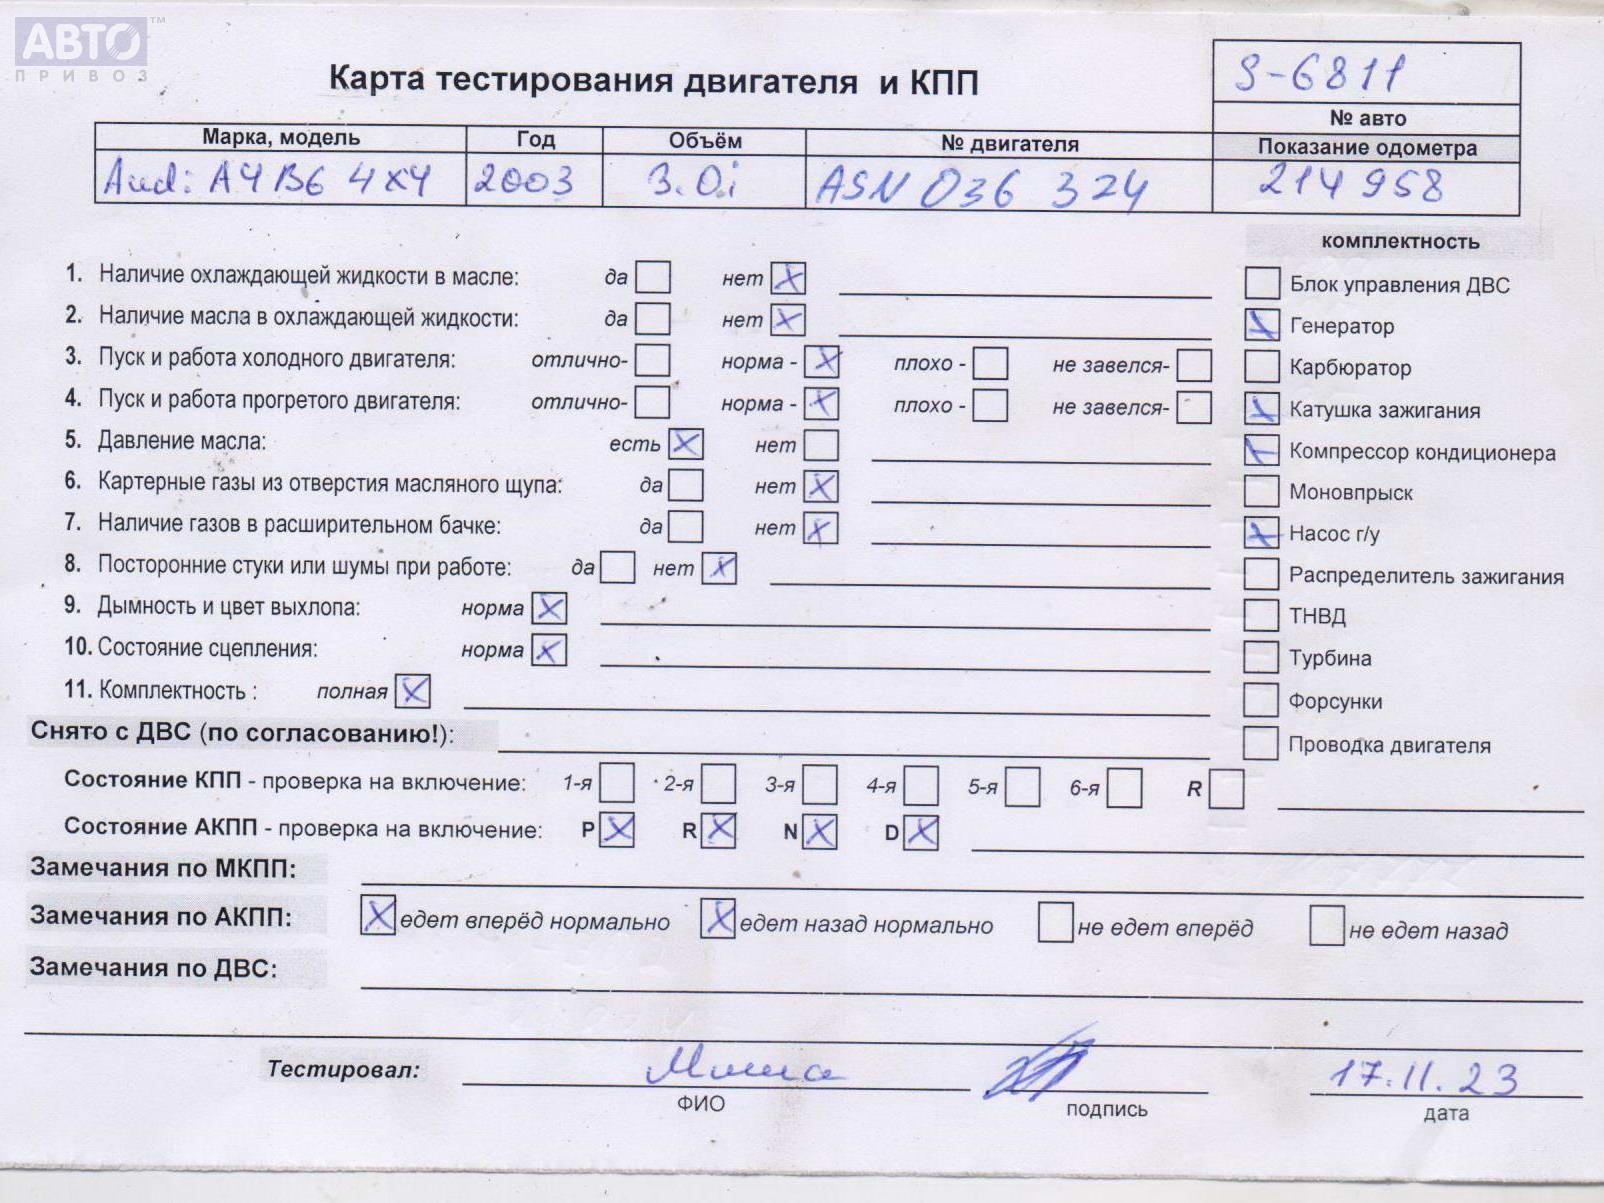 АВТО™
ПРИВОЗ
S-6811
Карта тестирования двигателя и КПП
№ авто
Марка, модель Год Объём № двигателя Показание одометра
Audi A4 B6 4x4 2003 3.0i ASN 036 324 214 958
комплектность
1. Наличие охлаждающей жидкости в масле: да нет X
Блок управления ДВС
2. Наличие масла в охлаждающей жидкости: да нет X
Генератор X
3. Пуск и работа холодного двигателя: отлично- норма - X плохо - не завелся-
Карбюратор
4. Пуск и работа прогретого двигателя: отлично- норма - X плохо - не завелся-
Катушка зажигания X
5. Давление масла: есть X нет
Компрессор кондиционера X
6. Картерные газы из отверстия масляного щупа: да нет X
Моновпрыск
7. Наличие газов в расширительном бачке: да нет X
Насос г/у X
8. Посторонние стуки или шумы при работе: да нет X
Распределитель зажигания
9. Дымность и цвет выхлопа: норма X
ТНВД
10. Состояние сцепления: норма X
Турбина
11. Комплектность : полная X
Форсунки
Снято с ДВС (по согласованию!):
Проводка двигателя
Состояние КПП - проверка на включение: 1-я 2-я 3-я 4-я 5-я 6-я R
Состояние АКПП - проверка на включение: P X R X N X D X
Замечания по МКПП:
Замечания по АКПП: X едет вперёд нормально X едет назад нормально не едет вперёд не едет назад
Замечания по ДВС:
Тестировал: Миша 17.11.23
ФИО подпись дата